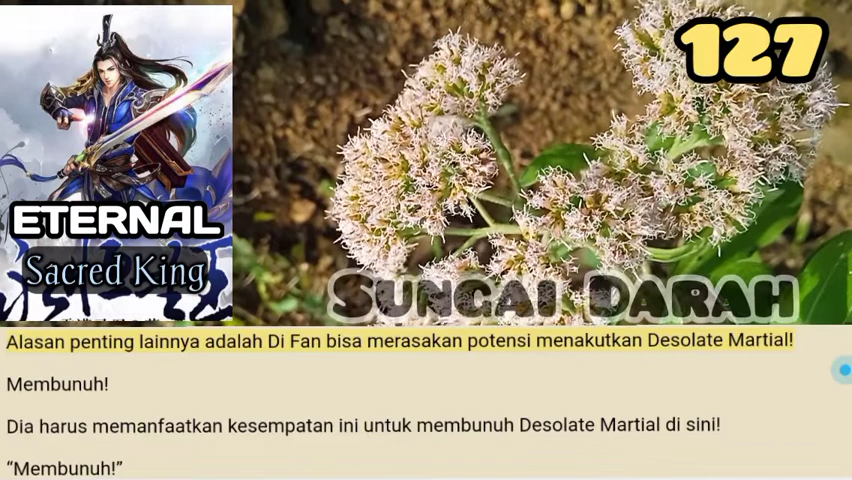 127
ETERNAL
Sacred King
SUNGAI DARAH
Alasan penting lainnya adalah Di Fan bisa merasakan potensi menakutkan Desolate Martial!
Membunuh!
Dia harus memanfaatkan kesempatan ini untuk membunuh Desolate Martial di sini!
“Membunuh!”